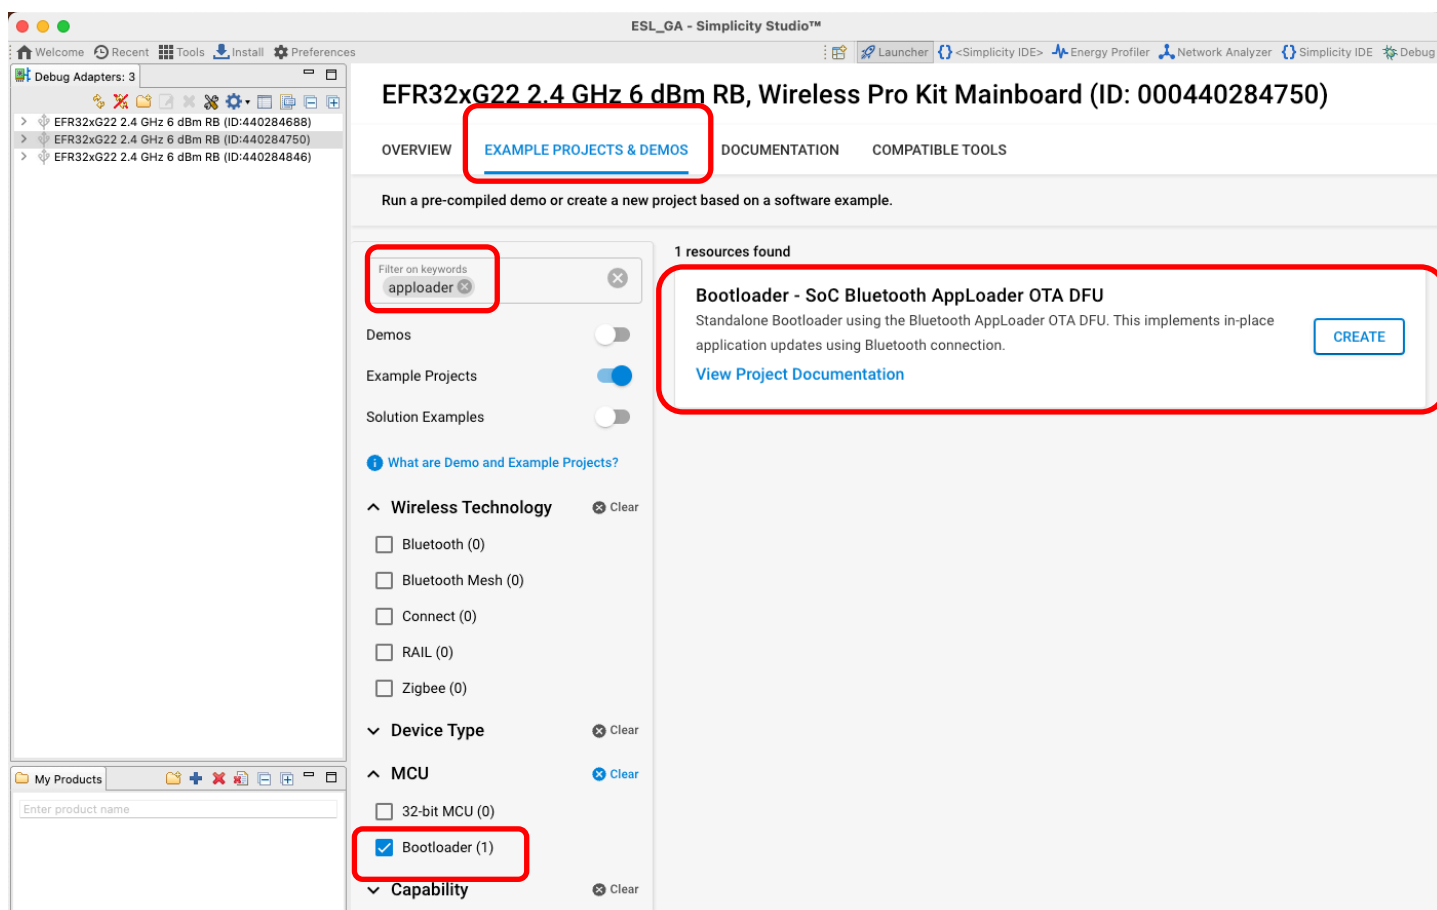 ESL_GA - Simplicity Studio™
Welcome Recent Tools Install Preferences
Launcher <Simplicity IDE> Energy Profiler Network Analyzer Simplicity IDE Debug
Debug Adapters: 3
EFR32xG22 2.4 GHz 6 dBm RB (ID:440284688)
EFR32xG22 2.4 GHz 6 dBm RB (ID:440284750)
EFR32xG22 2.4 GHz 6 dBm RB (ID:440284846)
My Products
Enter product name
EFR32xG22 2.4 GHz 6 dBm RB, Wireless Pro Kit Mainboard (ID: 000440284750)
OVERVIEW EXAMPLE PROJECTS & DEMOS DOCUMENTATION COMPATIBLE TOOLS
Run a pre-compiled demo or create a new project based on a software example.
Filter on keywords
apploader
Demos
Example Projects
Solution Examples
What are Demo and Example Projects?
Wireless Technology Clear
Bluetooth (0)
Bluetooth Mesh (0)
Connect (0)
RAIL (0)
Zigbee (0)
Device Type Clear
MCU Clear
32-bit MCU (0)
Bootloader (1)
Capability Clear
1 resources found
Bootloader - SoC Bluetooth AppLoader OTA DFU
Standalone Bootloader using the Bluetooth AppLoader OTA DFU. This implements in-place
application updates using Bluetooth connection.
View Project Documentation
CREATE